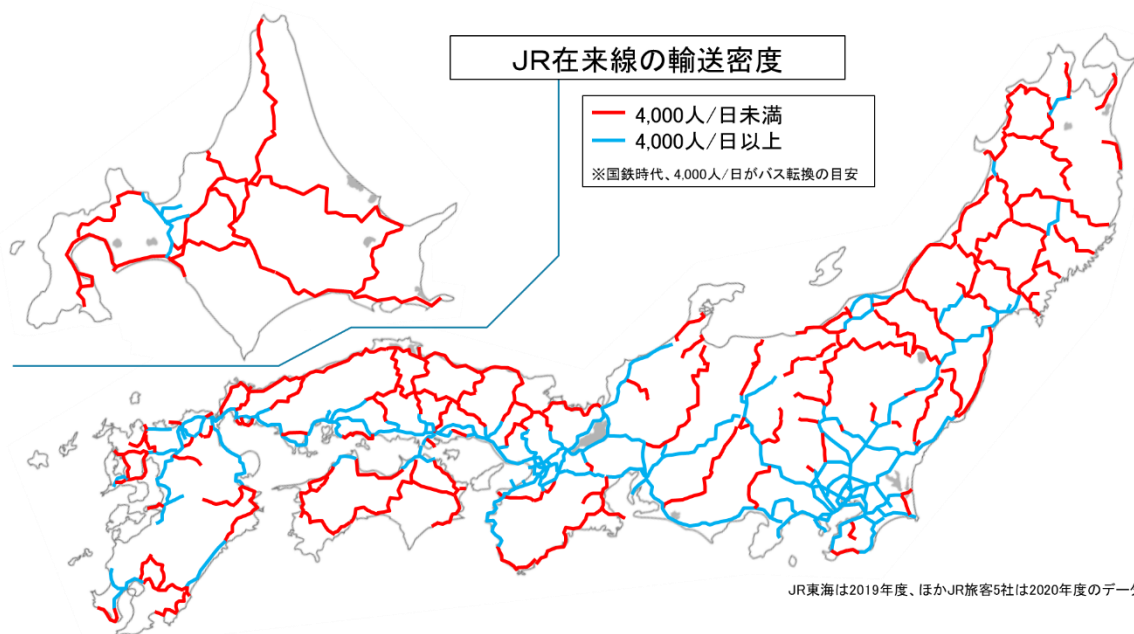 JR在来線の輸送密度
4,000人/日未満
4,000人/日以上
※国鉄時代、4,000人/日がバス転換の目安
JR東海は2019年度、ほかJR旅客5社は2020年度のデータ